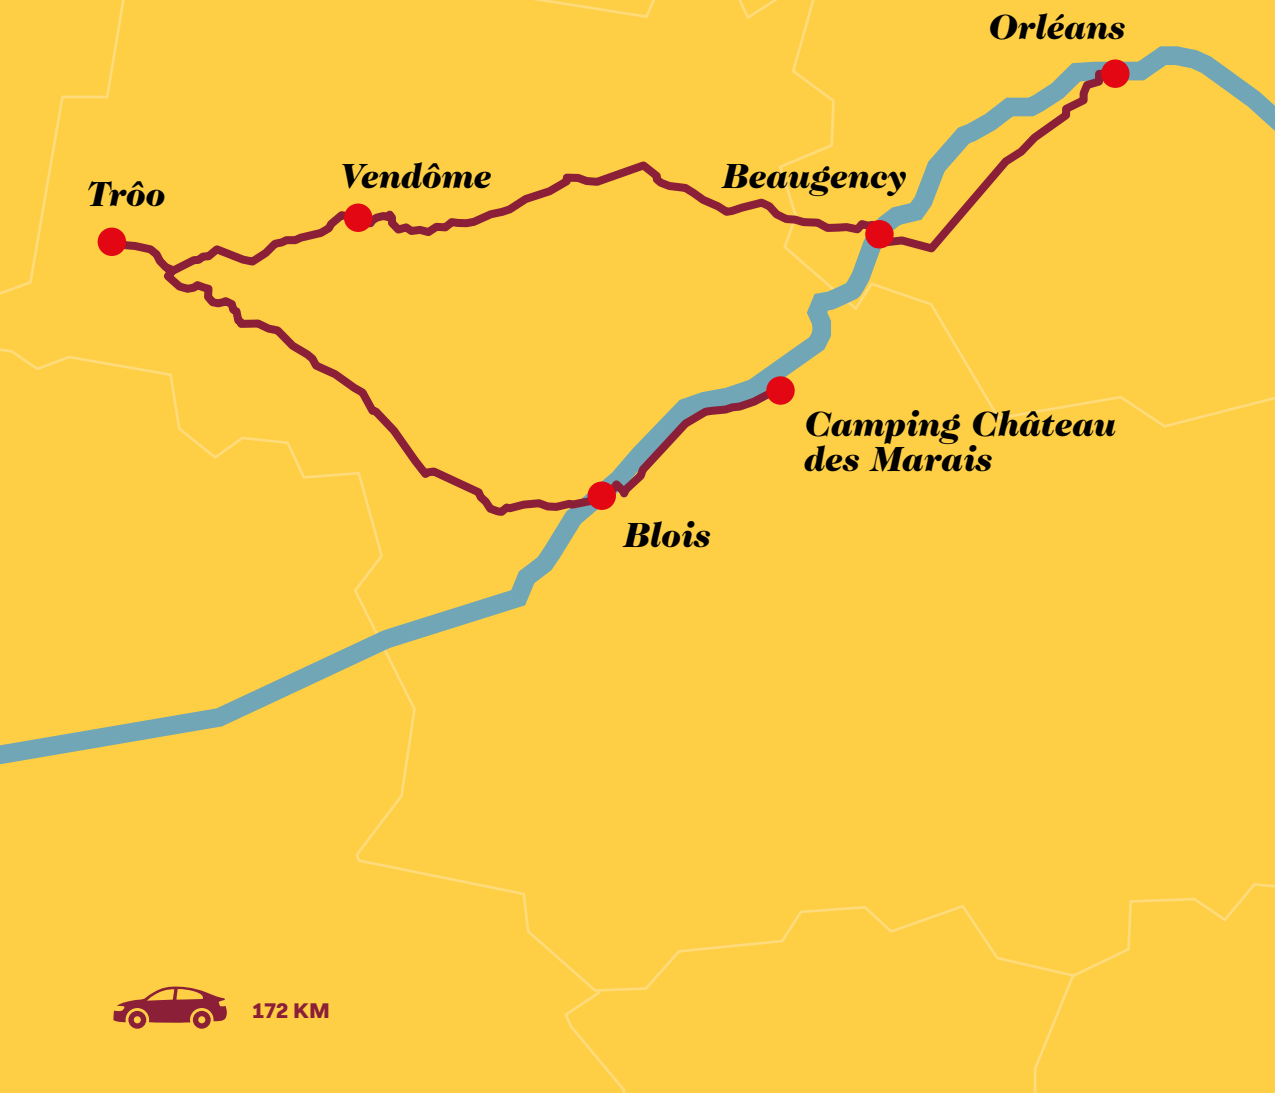 Orléans
Vendôme
Beaugency
Trôo
Camping Château
des Marais
Blois
172 KM